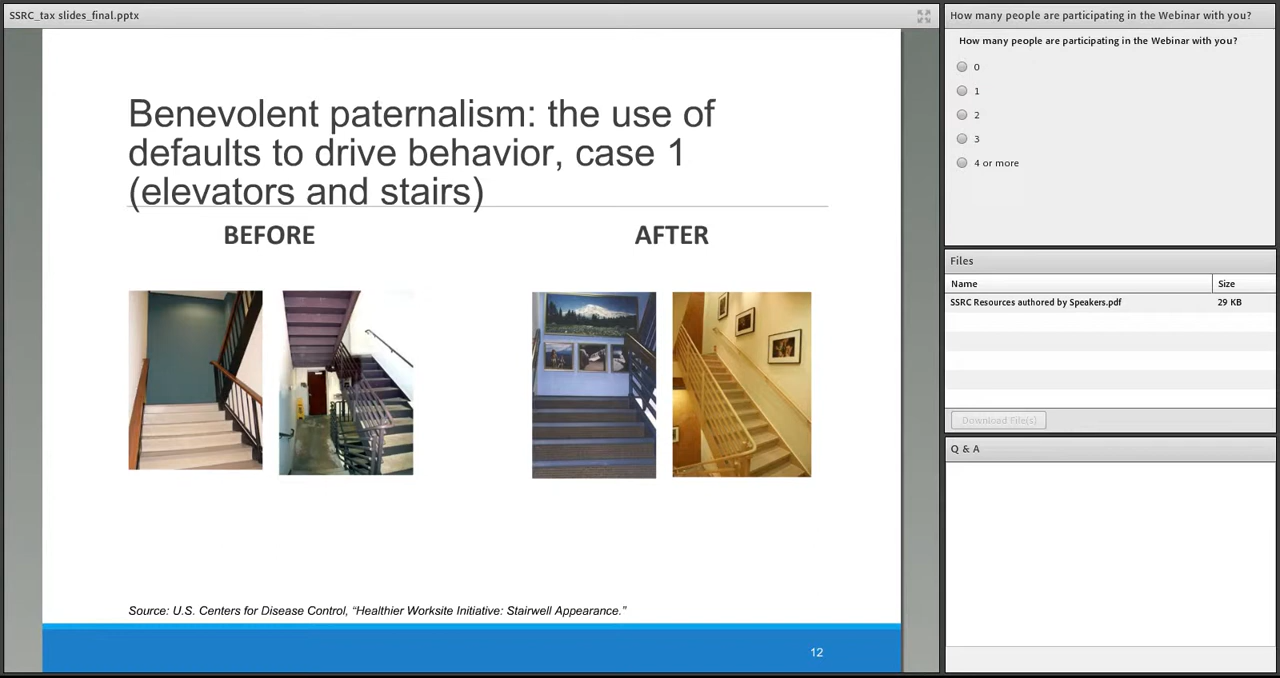 SSRC_tax slides_final.pptx
Benevolent paternalism: the use of
defaults to drive behavior, case 1
(elevators and stairs)
BEFORE
AFTER
Source: U.S. Centers for Disease Control, “Healthier Worksite Initiative: Stairwell Appearance.”
12
How many people are participating in the Webinar with you?
How many people are participating in the Webinar with you?
0
1
2
3
4 or more
Files
Name
Size
SSRC Resources authored by Speakers.pdf
29 KB
Download File(s)
Q & A